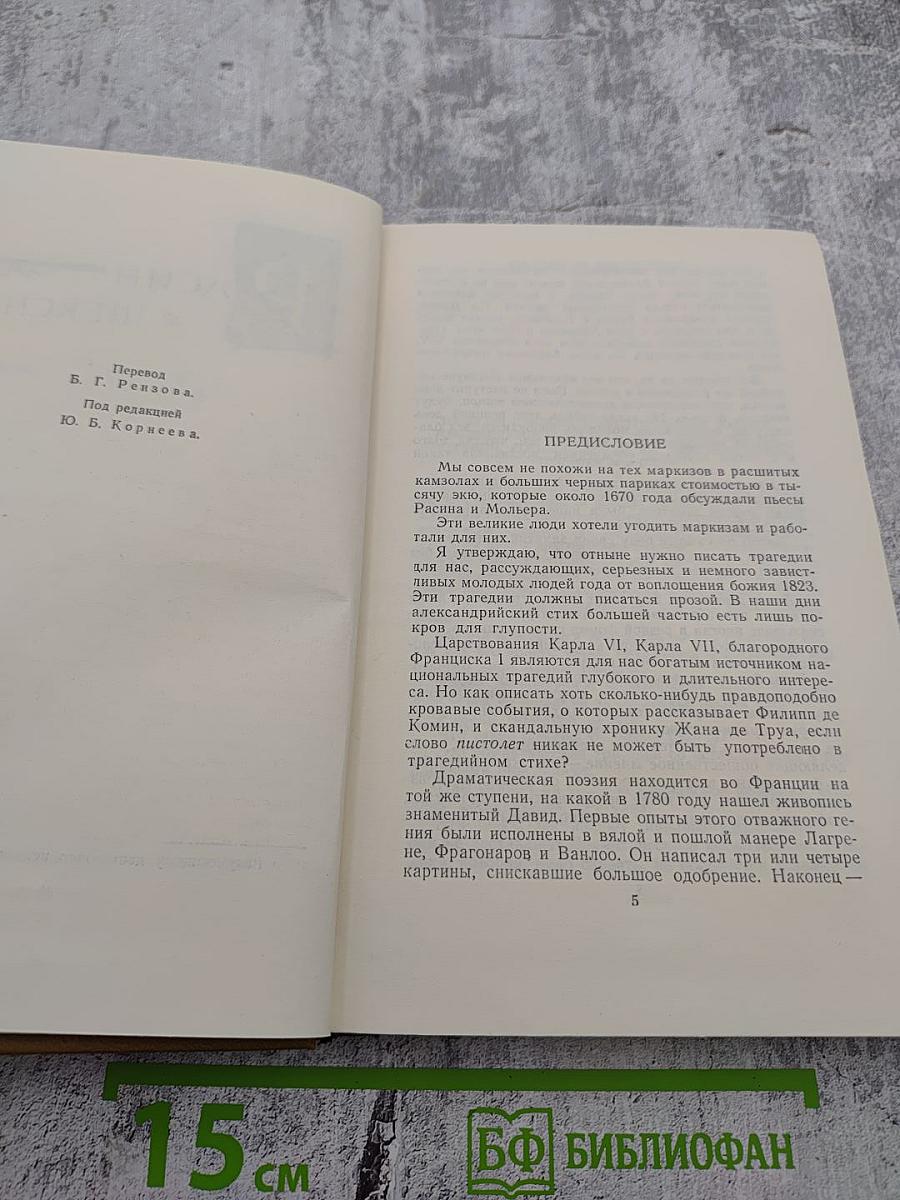 Перевод
Б. Г. Реизова.
Под редакцией
Ю. Б. Корнеева.
ПРЕДИСЛОВИЕ
Мы совсем не похожи на тех маркизов в расшитых
камзолах и больших черных париках стоимостью в ты-
сячу экю, которые около 1670 года обсуждали пьесы
Расина и Мольера.
Эти великие люди хотели угодить маркизам и рабо-
тали для них.
Я утверждаю, что отныне нужно писать трагедии
для нас, рассуждающих, серьезных и немного завист-
ливых молодых людей года от воплощения божия 1823.
Эти трагедии должны писаться прозой. В наши дни
александрийский стих большей частью есть лишь по-
кров для глупости.
Царствования Карла VI, Карла VII, благородного
Франциска I являются для нас богатым источником на-
циональных трагедий глубокого и длительного интере-
са. Но как описать хоть сколько-нибудь правдоподобно
кровавые события, о которых рассказывает Филипп де
Комин, и скандальную хронику Жана де Труа, если
слово пистолет никак не может быть употреблено в
трагедийном стихе?
Драматическая поэзия находится во Франции на
той же ступени, на какой в 1780 году нашел живопись
знаменитый Давид. Первые опыты этого отважного ге-
ния были исполнены в вялой и пошлой манере Лагре-
не, Фрагонаров и Ванлоо. Он написал три или четыре
картины, снискавшие большое одобрение. Наконец —
5
15 см
БФ БИБЛИОФАН